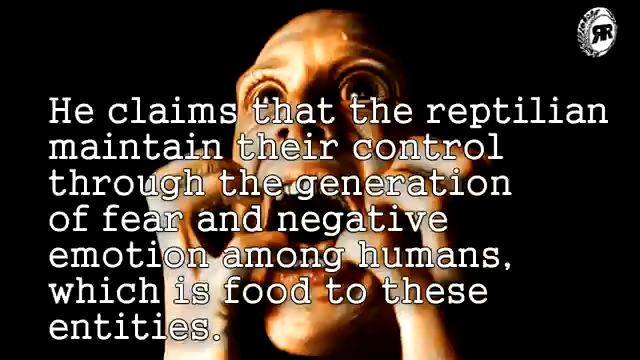 He claims that the reptilian
maintain their control
through the generation
of fear and negative
emotion among humans,
which is food to these
entities.